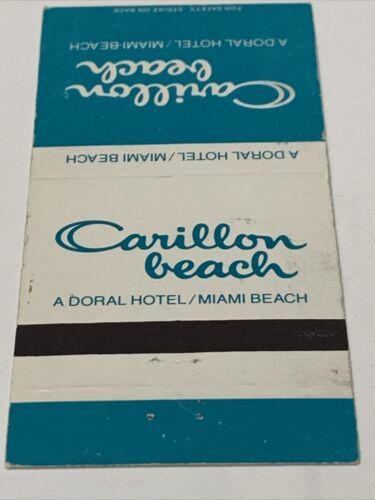 FOR SAFETY STRIKE ON BACK
A DORAL HOTEL/MIAMI BEACH
Carillon
beach
A DORAL HOTEL/MIAMI BEACH
Carillon
beach
A DORAL HOTEL/MIAMI BEACH